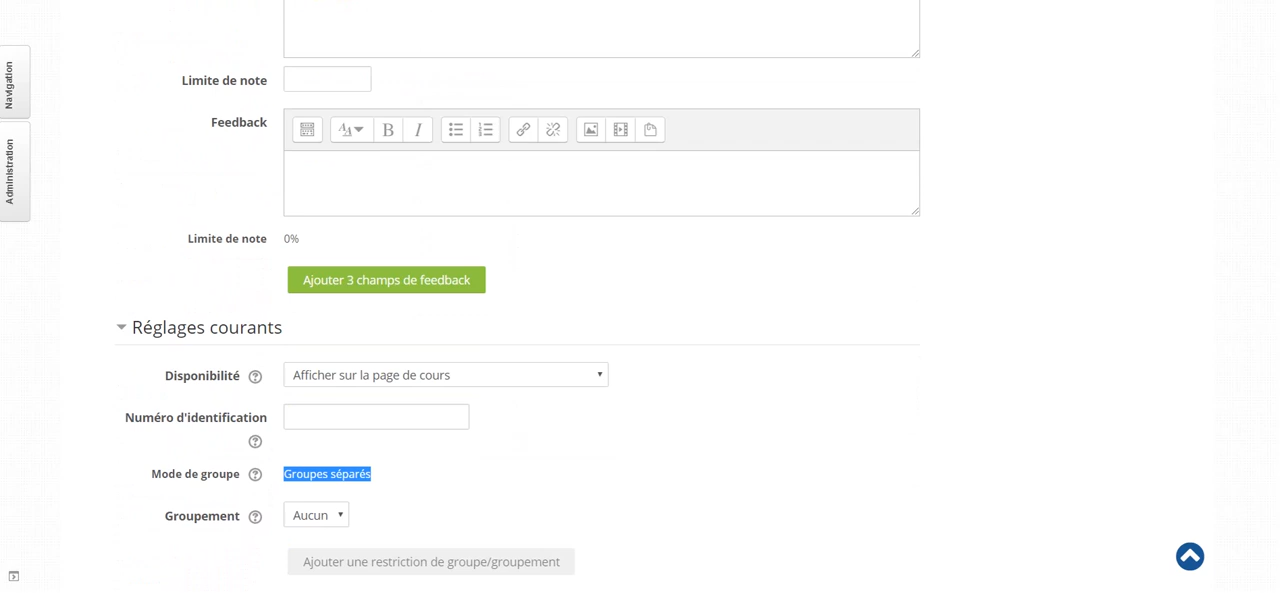 Navigation
Administration
Limite de note
Feedback
Limite de note 0%
Ajouter 3 champs de feedback
Réglages courants
Disponibilité Afficher sur la page de cours
Numéro d'identification
Mode de groupe Groupes séparés
Groupement Aucun
Ajouter une restriction de groupe/groupement